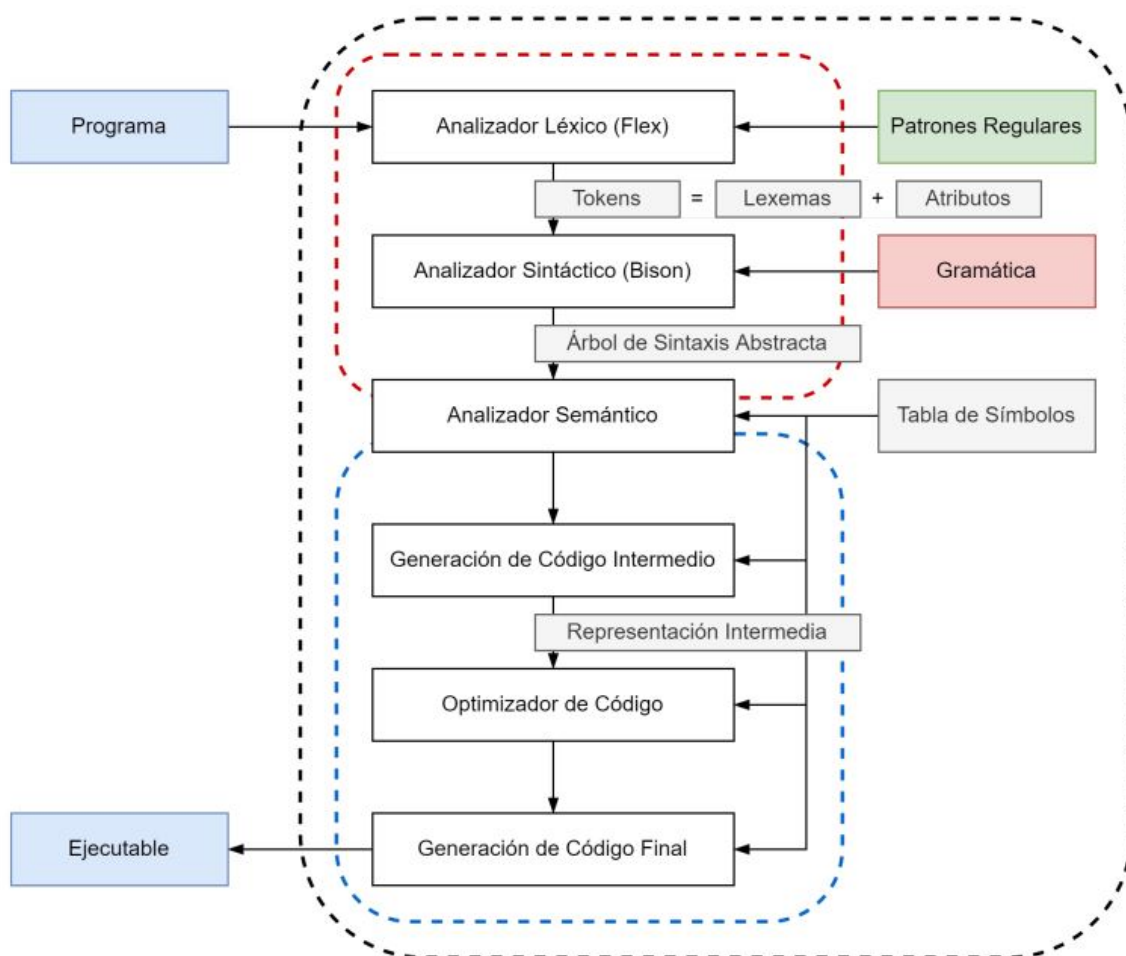 Programa
Analizador Léxico (Flex)
Patrones Regulares
Tokens = Lexemas + Atributos
Analizador Sintáctico (Bison)
Gramática
Árbol de Sintaxis Abstracta
Analizador Semántico
Tabla de Símbolos
Generación de Código Intermedio
Representación Intermedia
Optimizador de Código
Ejecutable
Generación de Código Final